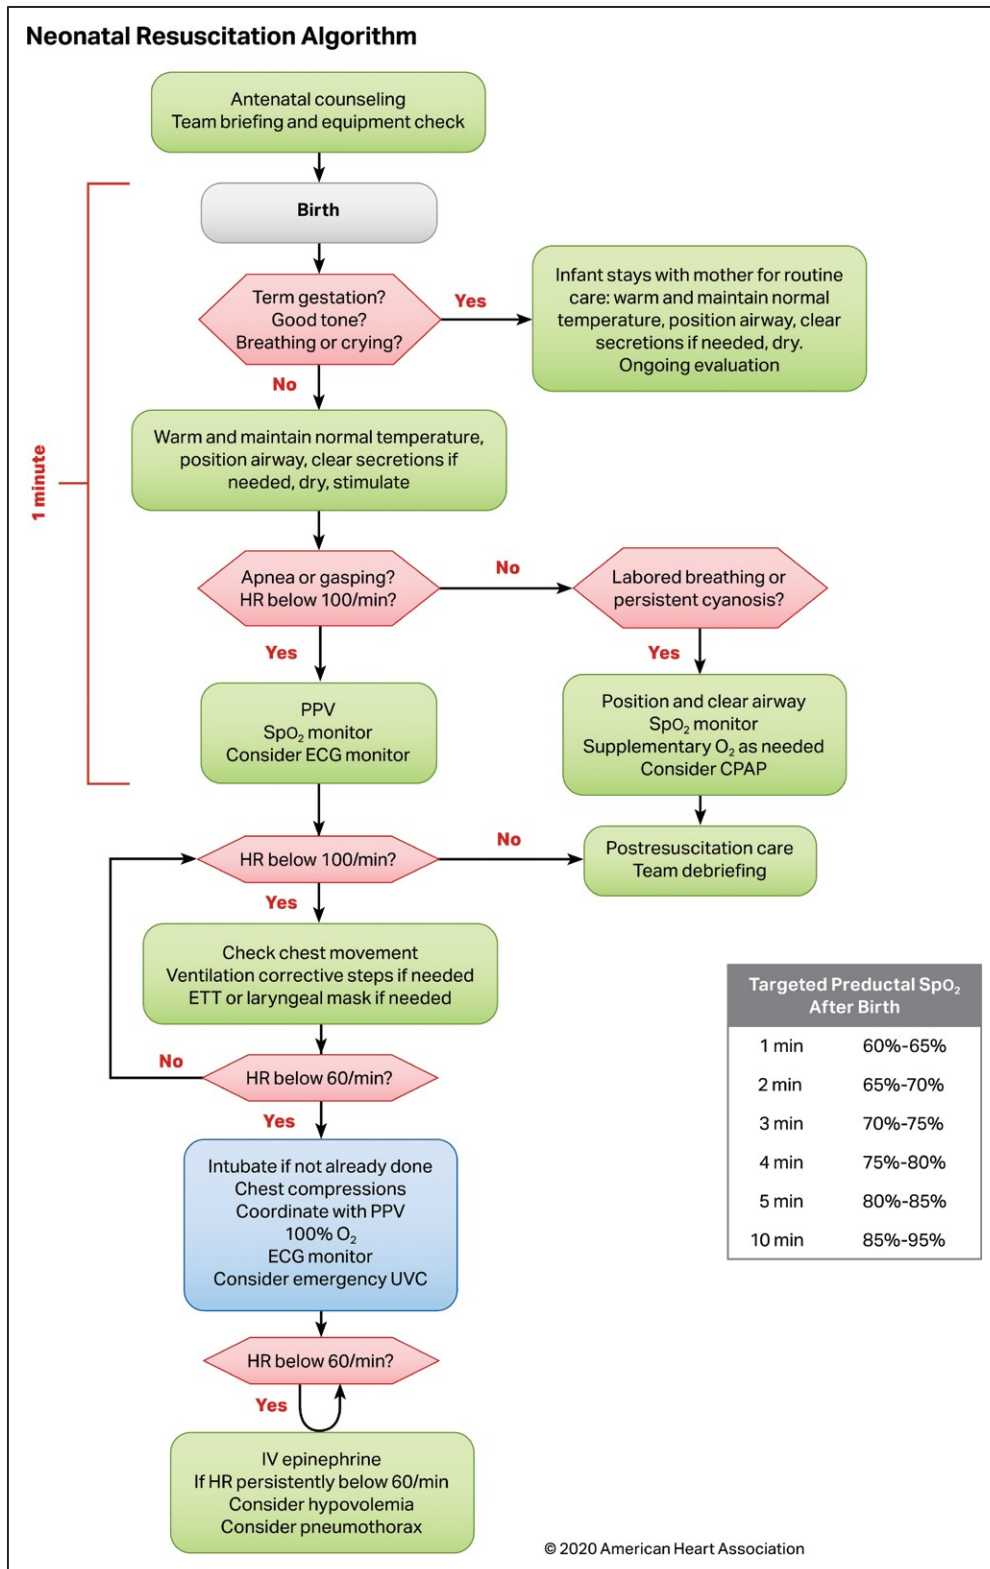 Neonatal Resuscitation Algorithm
Antenatal counseling
Team briefing and equipment check
Birth
Term gestation?
Good tone?
Breathing or crying?
Yes
Infant stays with mother for routine
care: warm and maintain normal
temperature, position airway, clear
secretions if needed, dry.
Ongoing evaluation
No
1 minute
Warm and maintain normal temperature,
position airway, clear secretions if
needed, dry, stimulate
Apnea or gasping?
HR below 100/min?
No
Labored breathing or
persistent cyanosis?
Yes
Yes
PPV
SpO₂ monitor
Consider ECG monitor
Position and clear airway
SpO₂ monitor
Supplementary O₂ as needed
Consider CPAP
HR below 100/min?
No
Postresuscitation care
Team debriefing
Yes
Check chest movement
Ventilation corrective steps if needed
ETT or laryngeal mask if needed
No
HR below 60/min?
Yes
Intubate if not already done
Chest compressions
Coordinate with PPV
100% O₂
ECG monitor
Consider emergency UVC
HR below 60/min?
Yes
IV epinephrine
If HR persistently below 60/min
Consider hypovolemia
Consider pneumothorax
Targeted Preductal SpO₂
After Birth
1 min 60%-65%
2 min 65%-70%
3 min 70%-75%
4 min 75%-80%
5 min 80%-85%
10 min 85%-95%
© 2020 American Heart Association